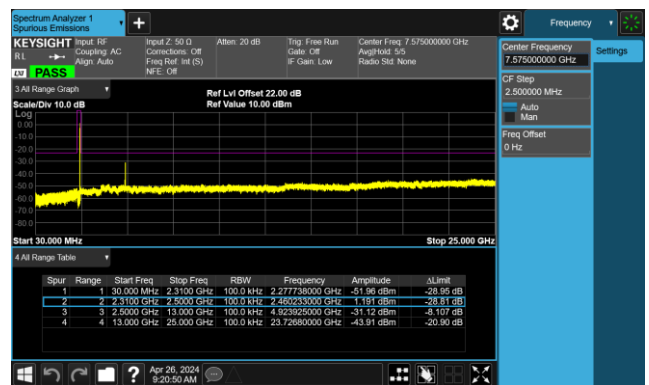 Spectrum Analyzer 1
Spurious Emissions
Frequency
KEYSIGHT
Input: RF
Coupling: AC
Align: Auto
Input Z: 50 Ω
Corrections: Off
Freq Ref: Int (S)
NFE: Off
Atten: 20 dB
Trig: Free Run
Gate: Off
IF Gain: Low
Center Freq: 7.575000000 GHz
Avg|Hold: 5/5
Radio Std: None
R L
LXI PASS
Center Frequency
7.575000000 GHz
Settings
CF Step
2.500000 MHz
Auto
Man
Freq Offset
0 Hz
3 All Range Graph
Scale/Div 10.0 dB
Ref Lvl Offset 22.00 dB
Ref Value 10.00 dBm
Log
0.00
-10.0
-20.0
-30.0
-40.0
-50.0
-60.0
-70.0
-80.0
Start 30.000 MHz
Stop 25.000 GHz
4 All Range Table
Spur Range Start Freq Stop Freq RBW Frequency Amplitude ΔLimit
1 1 30.000 MHz 2.3100 GHz 100.0 kHz 2.277738000 GHz -51.96 dBm -28.95 dB
2 2 2.3100 GHz 2.5000 GHz 100.0 kHz 2.460233000 GHz 1.191 dBm -28.81 dB
3 3 2.5000 GHz 13.000 GHz 100.0 kHz 4.923925000 GHz -31.12 dBm -8.107 dB
4 4 13.000 GHz 25.000 GHz 100.0 kHz 23.72680000 GHz -43.91 dBm -20.90 dB
Apr 26, 2024
9:20:50 AM